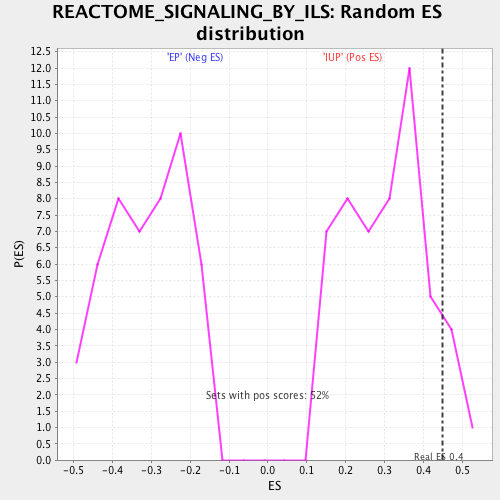 REACTOME_SIGNALING_BY_ILS: Random ES
distribution
'EP' (Neg ES)
'IUP' (Pos ES)
12.5
12.0
11.5
11.0
10.5
10.0
9.5
9.0
8.5
8.0
7.5
7.0
6.5
6.0
5.5
5.0
4.5
4.0
3.5
3.0
2.5
2.0
1.5
1.0
0.5
0.0
P(ES)
Sets with pos scores: 52%
Real ES 0.4
-0.5 -0.4 -0.3 -0.2 -0.1 0.0 0.1 0.2 0.3 0.4 0.5
ES